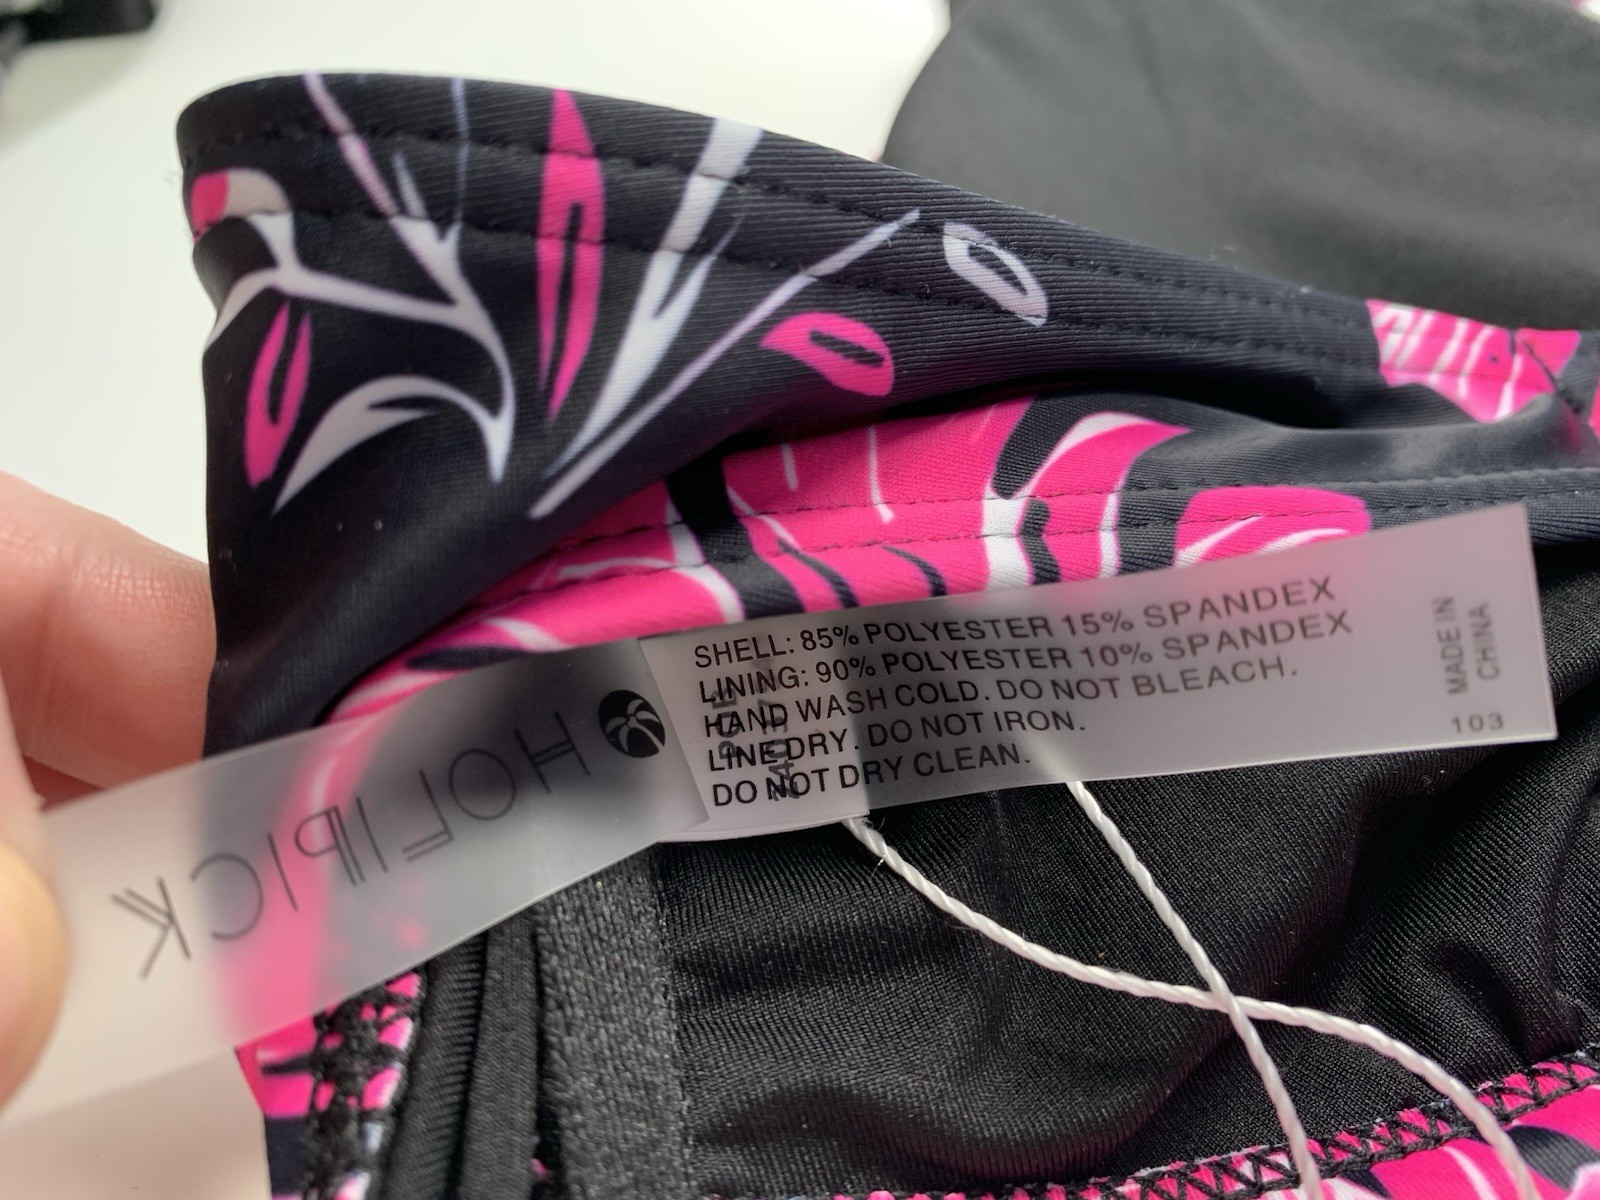 HOLIPICK
SHELL: 85% POLYESTER 15% SPANDEX
LINING: 90% POLYESTER 10% SPANDEX
HAND WASH COLD. DO NOT BLEACH.
LINE DRY. DO NOT IRON.
DO NOT DRY CLEAN.
MADE IN
CHINA
103